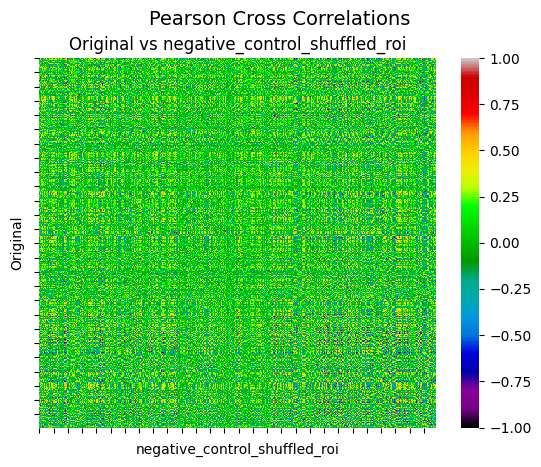 Pearson Cross Correlations
Original vs negative_control_shuffled_roi
1.00
0.75
0.50
0.25
0.00
−0.25
−0.50
−0.75
−1.00
Original
negative_control_shuffled_roi